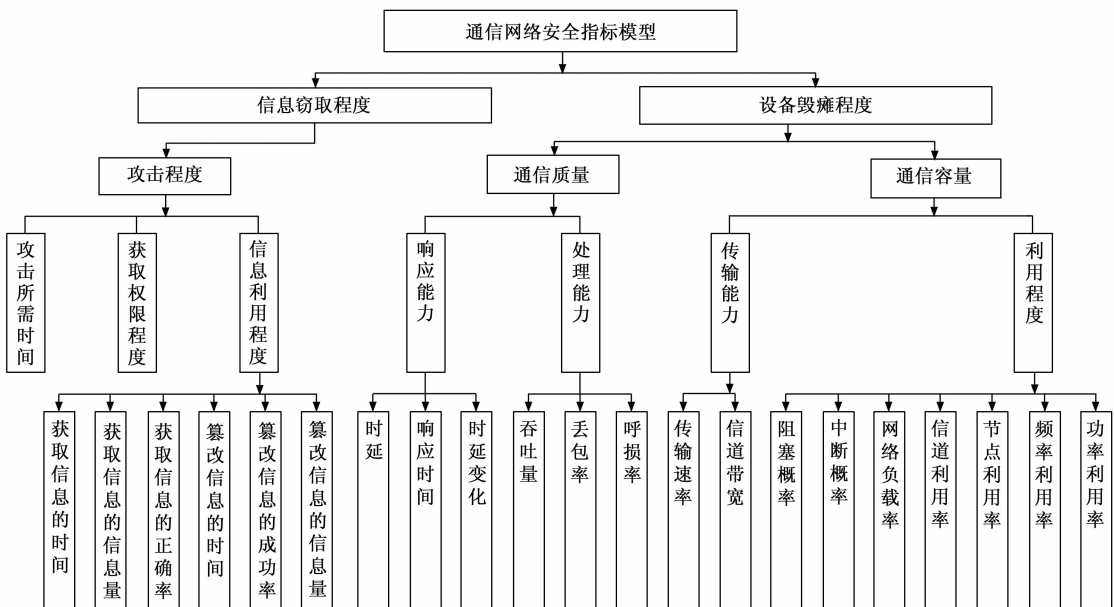 通信网络安全指标模型
信息窃取程度
设备毁瘫程度
攻击程度
通信质量
通信容量
攻击所需时间
获取权限程度
信息利用程度
响应能力
处理能力
传输能力
利用程度
获取信息的时间
获取信息的信息量
获取信息的正确率
篡改信息的时间
篡改信息的成功率
篡改信息的信息量
时延
响应时间
时延变化
吞吐量
丢包率
呼损率
传输速率
信道带宽
阻塞概率
中断概率
网络负载率
信道利用率
节点利用率
频率利用率
功率利用率